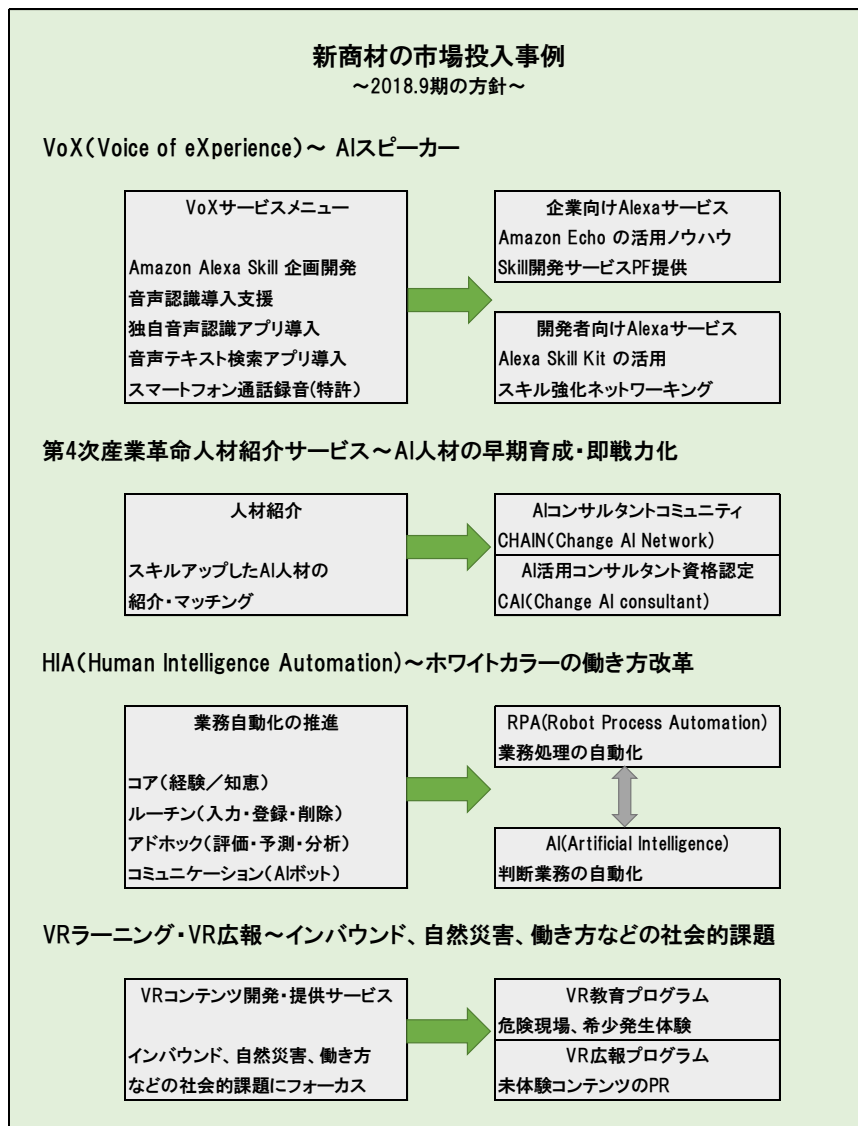 新商材の市場投入事例
～2018.9期の方針～
VoX（Voice of eXperience）～ AIスピーカー
VoXサービスメニュー
Amazon Alexa Skill 企画開発
音声認識導入支援
独自音声認識アプリ導入
音声テキスト検索アプリ導入
スマートフォン通話録音(特許）
企業向けAlexaサービス
Amazon Echo の活用ノウハウ
Skill開発サービスPF提供
開発者向けAlexaサービス
Alexa Skill Kit の活用
スキル強化ネットワーキング
第4次産業革命人材紹介サービス～AI人材の早期育成・即戦力化
人材紹介
スキルアップしたAI人材の
紹介・マッチング
AIコンサルタントコミュニティ
CHAIN(Change AI Network)
AI活用コンサルタント資格認定
CAI(Change AI consultant)
HIA（Human Intelligence Automation）～ホワイトカラーの働き方改革
業務自動化の推進
コア（経験／知恵）
ルーチン（入力・登録・削除）
アドホック（評価・予測・分析）
コミュニケーション（AIボット）
RPA(Robot Process Automation)
業務処理の自動化
AI(Artificial Intelligence)
判断業務の自動化
VRラーニング・VR広報～インバウンド、自然災害、働き方などの社会的課題
VRコンテンツ開発・提供サービス
インバウンド、自然災害、働き方
などの社会的課題にフォーカス
VR教育プログラム
危険現場、希少発生体験
VR広報プログラム
未体験コンテンツのPR